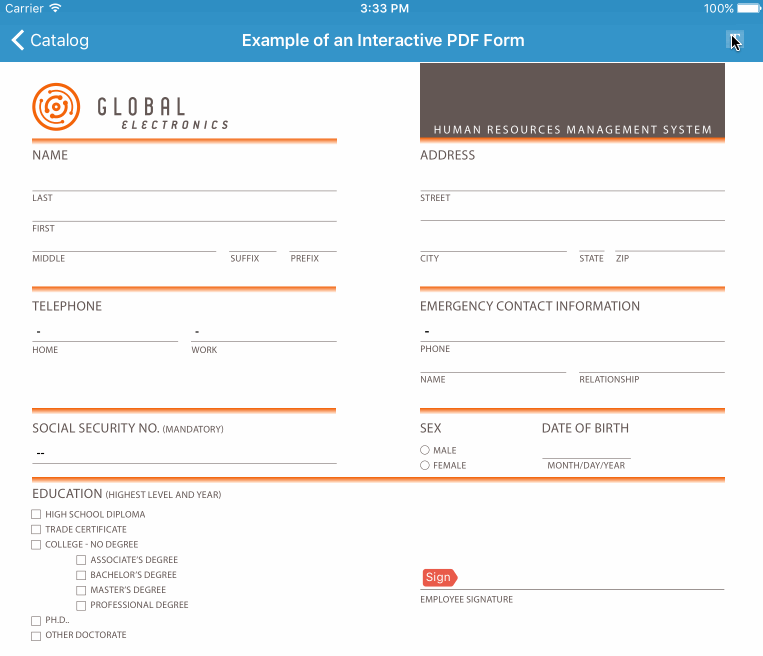 Carrier 3:33 PM 100%
Catalog Example of an Interactive PDF Form
GLOBAL
ELECTRONICS
HUMAN RESOURCES MANAGEMENT SYSTEM
NAME
LAST
FIRST
MIDDLE SUFFIX PREFIX
ADDRESS
STREET
CITY STATE ZIP
TELEPHONE
- -
HOME WORK
EMERGENCY CONTACT INFORMATION
-
PHONE
NAME RELATIONSHIP
SOCIAL SECURITY NO. (MANDATORY)
--
SEX
MALE
FEMALE
DATE OF BIRTH
MONTH/DAY/YEAR
EDUCATION (HIGHEST LEVEL AND YEAR)
HIGH SCHOOL DIPLOMA
TRADE CERTIFICATE
COLLEGE - NO DEGREE
ASSOCIATE'S DEGREE
BACHELOR'S DEGREE
MASTER'S DEGREE
PROFESSIONAL DEGREE
PH.D..
OTHER DOCTORATE
Sign
EMPLOYEE SIGNATURE